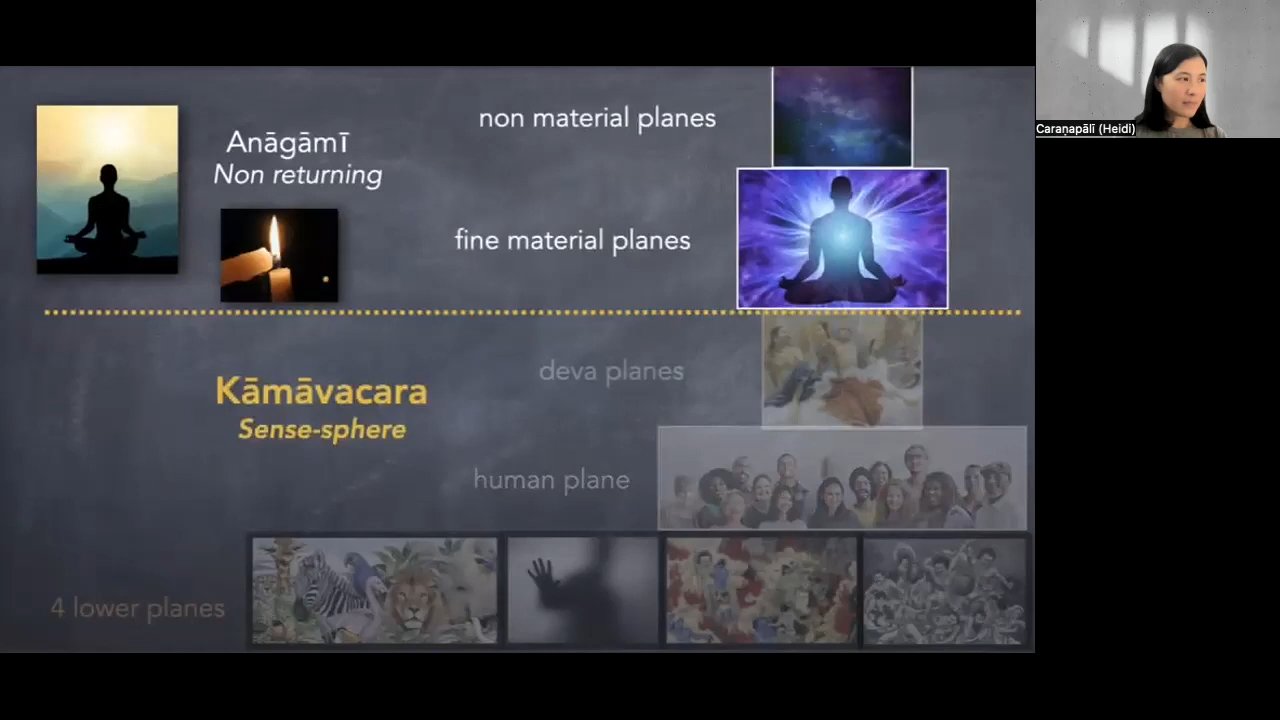 non material planes
Anāgāmī
Non returning
fine material planes
deva planes
Kāmāvacara
Sense-sphere
human plane
4 lower planes
Caraṇapālī (Heidi)